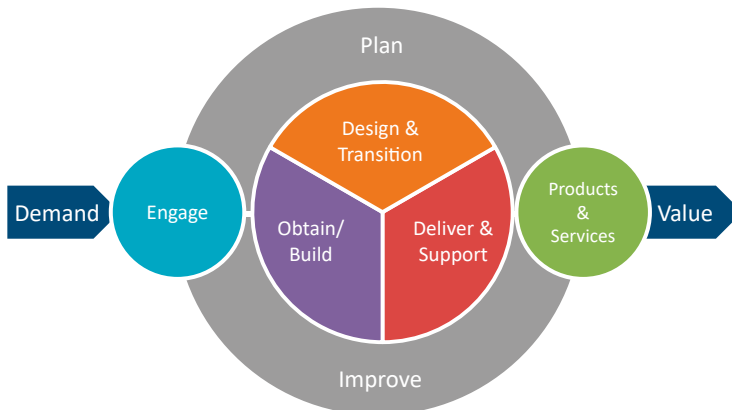 Plan
Design &
Transition
Demand
Engage
Obtain/
Build
Deliver &
Support
Products
&
Services
Value
Improve